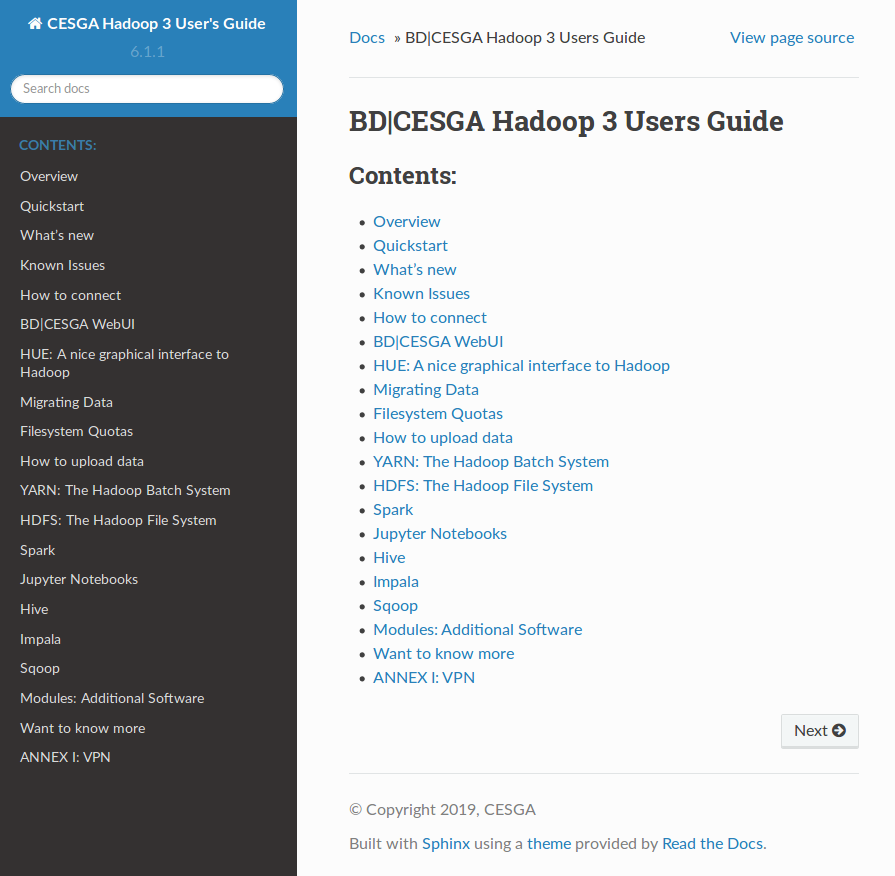 CESGA Hadoop 3 User's Guide
6.1.1
Search docs
CONTENTS:
Overview
Quickstart
What's new
Known Issues
How to connect
BD|CESGA WebUI
HUE: A nice graphical interface to
Hadoop
Migrating Data
Filesystem Quotas
How to upload data
YARN: The Hadoop Batch System
HDFS: The Hadoop File System
Spark
Jupyter Notebooks
Hive
Impala
Sqoop
Modules: Additional Software
Want to know more
ANNEX I: VPN
Docs » BD|CESGA Hadoop 3 Users Guide View page source
BD|CESGA Hadoop 3 Users Guide
Contents:
• Overview
• Quickstart
• What's new
• Known Issues
• How to connect
• BD|CESGA WebUI
• HUE: A nice graphical interface to Hadoop
• Migrating Data
• Filesystem Quotas
• How to upload data
• YARN: The Hadoop Batch System
• HDFS: The Hadoop File System
• Spark
• Jupyter Notebooks
• Hive
• Impala
• Sqoop
• Modules: Additional Software
• Want to know more
• ANNEX I: VPN
Next
© Copyright 2019, CESGA
Built with Sphinx using a theme provided by Read the Docs.